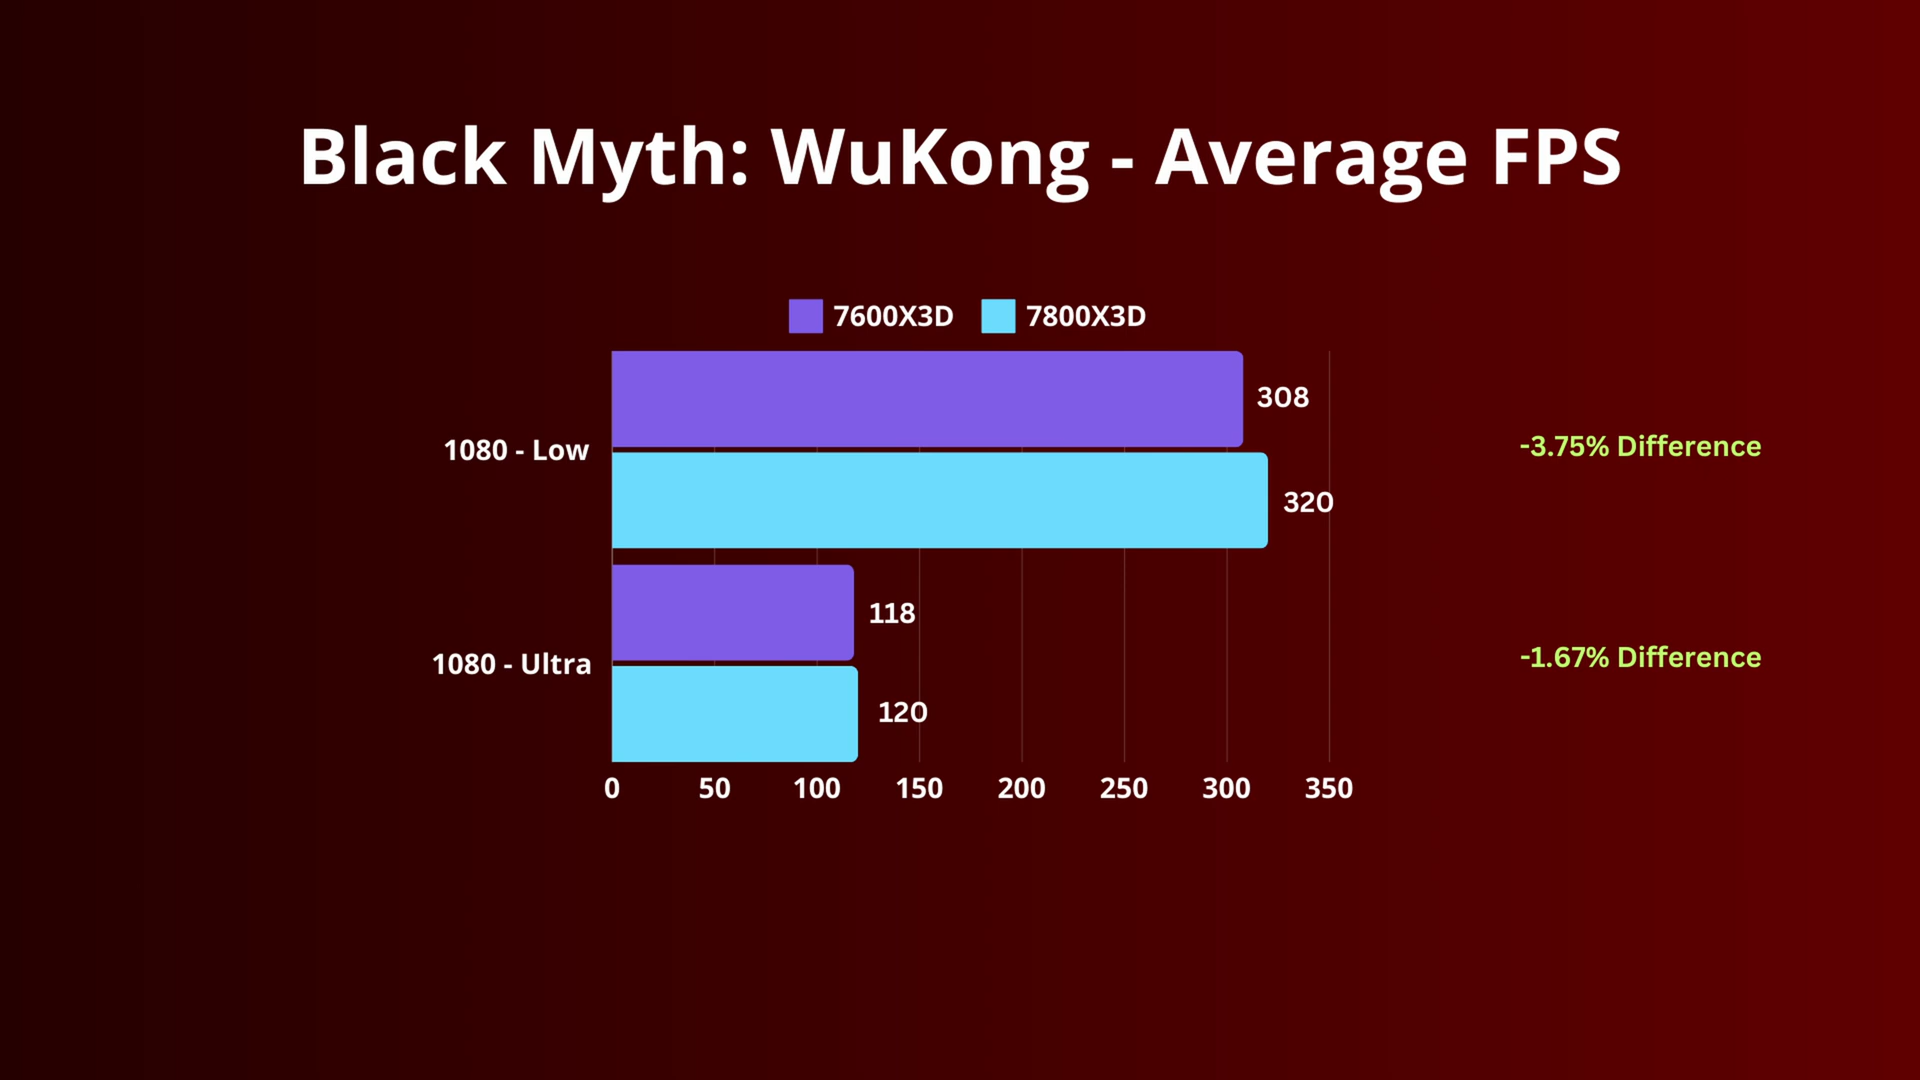 Black Myth: WuKong - Average FPS
7600X3D 7800X3D
308
1080 - Low
-3.75% Difference
320
118
1080 - Ultra
-1.67% Difference
120
0 50 100 150 200 250 300 350